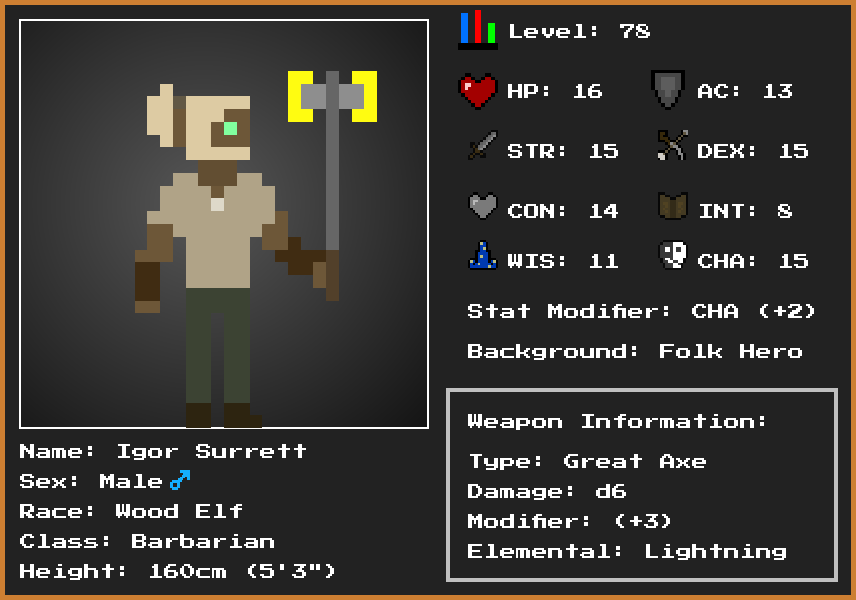 Level: 78
HP: 16 AC: 13
STR: 15 DEX: 15
CON: 14 INT: 8
WIS: 11 CHA: 15
Stat Modifier: CHA (+2)
Background: Folk Hero
Weapon Information:
Type: Great Axe
Damage: d6
Modifier: (+3)
Elemental: Lightning
Name: Igor Surrett
Sex: Male♂
Race: Wood Elf
Class: Barbarian
Height: 160cm (5'3")